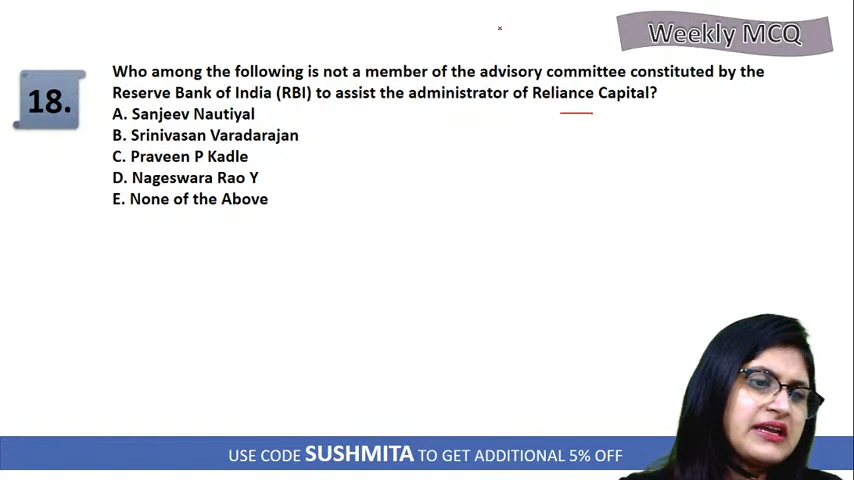 Weekly MCQ
18.
Who among the following is not a member of the advisory committee constituted by the
Reserve Bank of India (RBI) to assist the administrator of Reliance Capital?
A. Sanjeev Nautiyal
B. Srinivasan Varadarajan
C. Praveen P Kadle
D. Nageswara Rao Y
E. None of the Above
USE CODE SUSHMITA TO GET ADDITIONAL 5% OFF